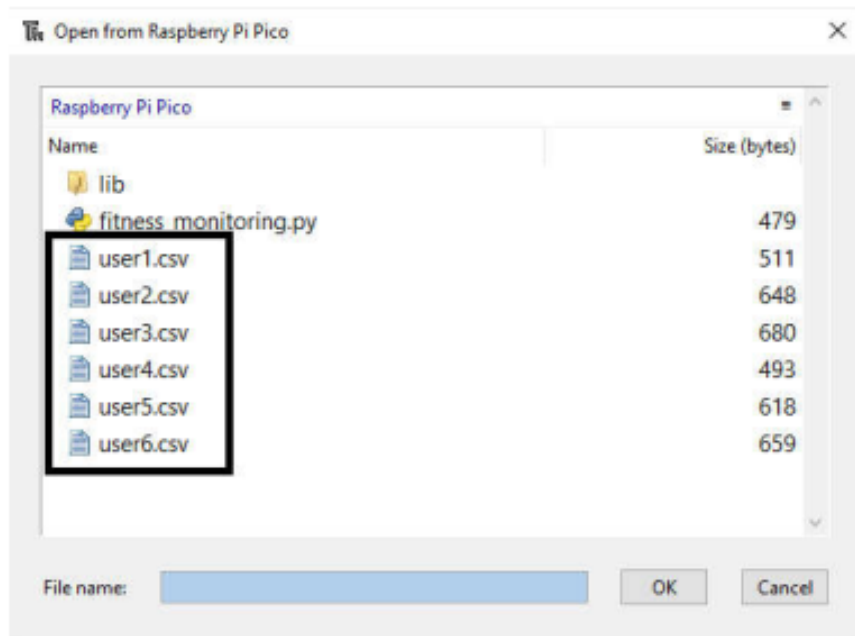 Open from Raspberry Pi Pico
Raspberry Pi Pico
Name Size (bytes)
lib
fitness_monitoring.py 479
user1.csv 511
user2.csv 648
user3.csv 680
user4.csv 493
user5.csv 618
user6.csv 659
File name: OK Cancel